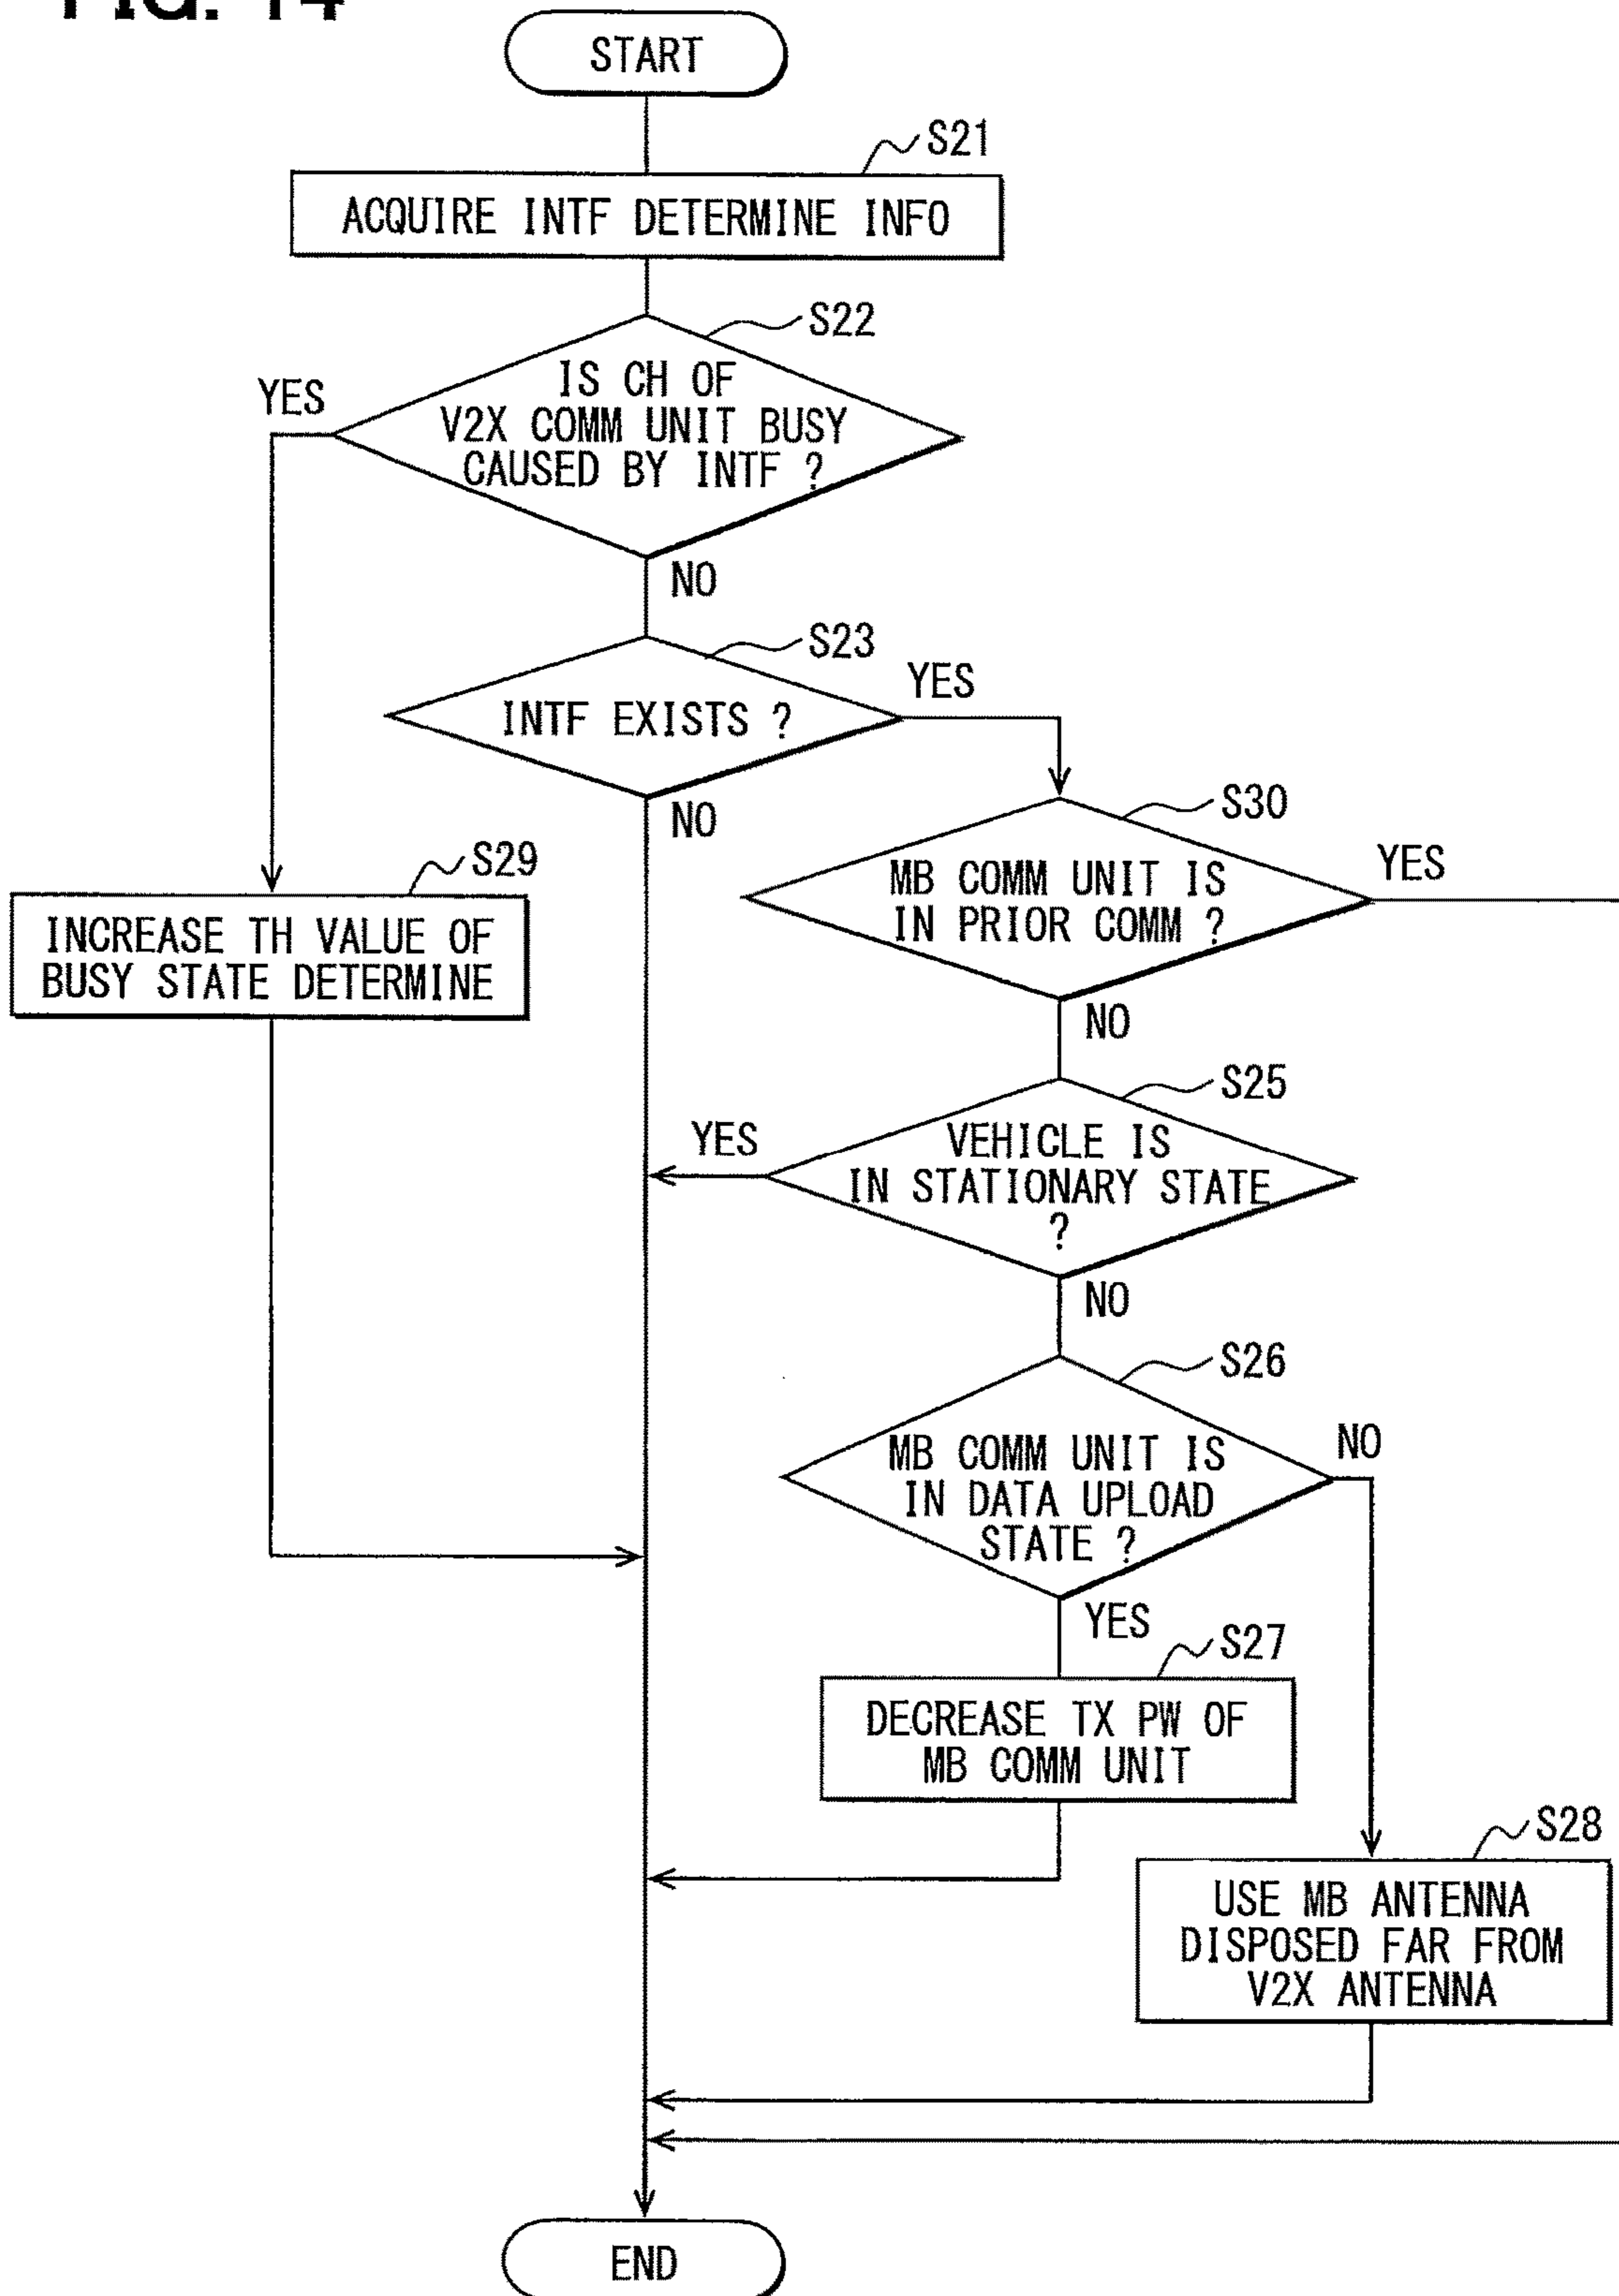 FIG. 14
START
S21
ACQUIRE INTF DETERMINE INFO
S22
IS CH OF
V2X COMM UNIT BUSY
CAUSED BY INTF ?
YES
NO
S23
INTF EXISTS ?
YES
NO
S30
MB COMM UNIT IS
IN PRIOR COMM ?
YES
NO
S29
INCREASE TH VALUE OF
BUSY STATE DETERMINE
S25
VEHICLE IS
IN STATIONARY STATE
?
YES
NO
S26
MB COMM UNIT IS
IN DATA UPLOAD
STATE ?
NO
YES
S27
DECREASE TX PW OF
MB COMM UNIT
S28
USE MB ANTENNA
DISPOSED FAR FROM
V2X ANTENNA
END